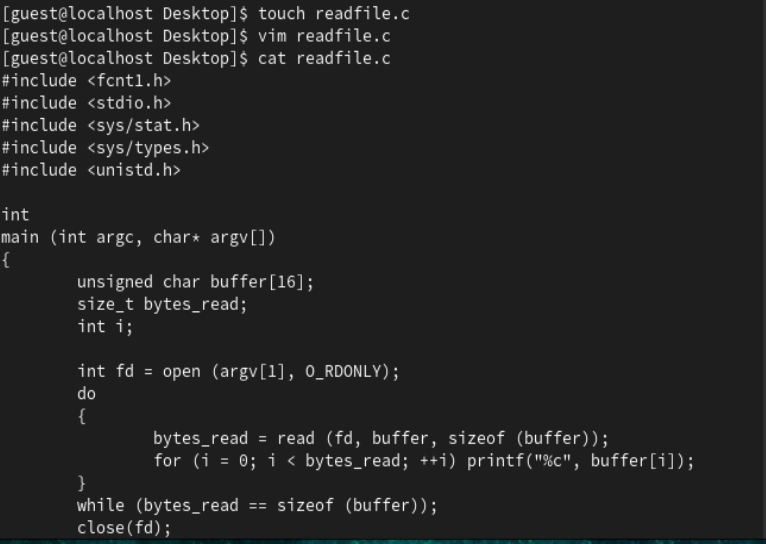 [guest@localhost Desktop]$ touch readfile.c
[guest@localhost Desktop]$ vim readfile.c
[guest@localhost Desktop]$ cat readfile.c
#include <fcnt1.h>
#include <stdio.h>
#include <sys/stat.h>
#include <sys/types.h>
#include <unistd.h>

int
main (int argc, char* argv[])
{
        unsigned char buffer[16];
        size_t bytes_read;
        int i;

        int fd = open (argv[1], O_RDONLY);
        do
        {
                bytes_read = read (fd, buffer, sizeof (buffer));
                for (i = 0; i < bytes_read; ++i) printf("%c", buffer[i]);
        }
        while (bytes_read == sizeof (buffer));
        close(fd);